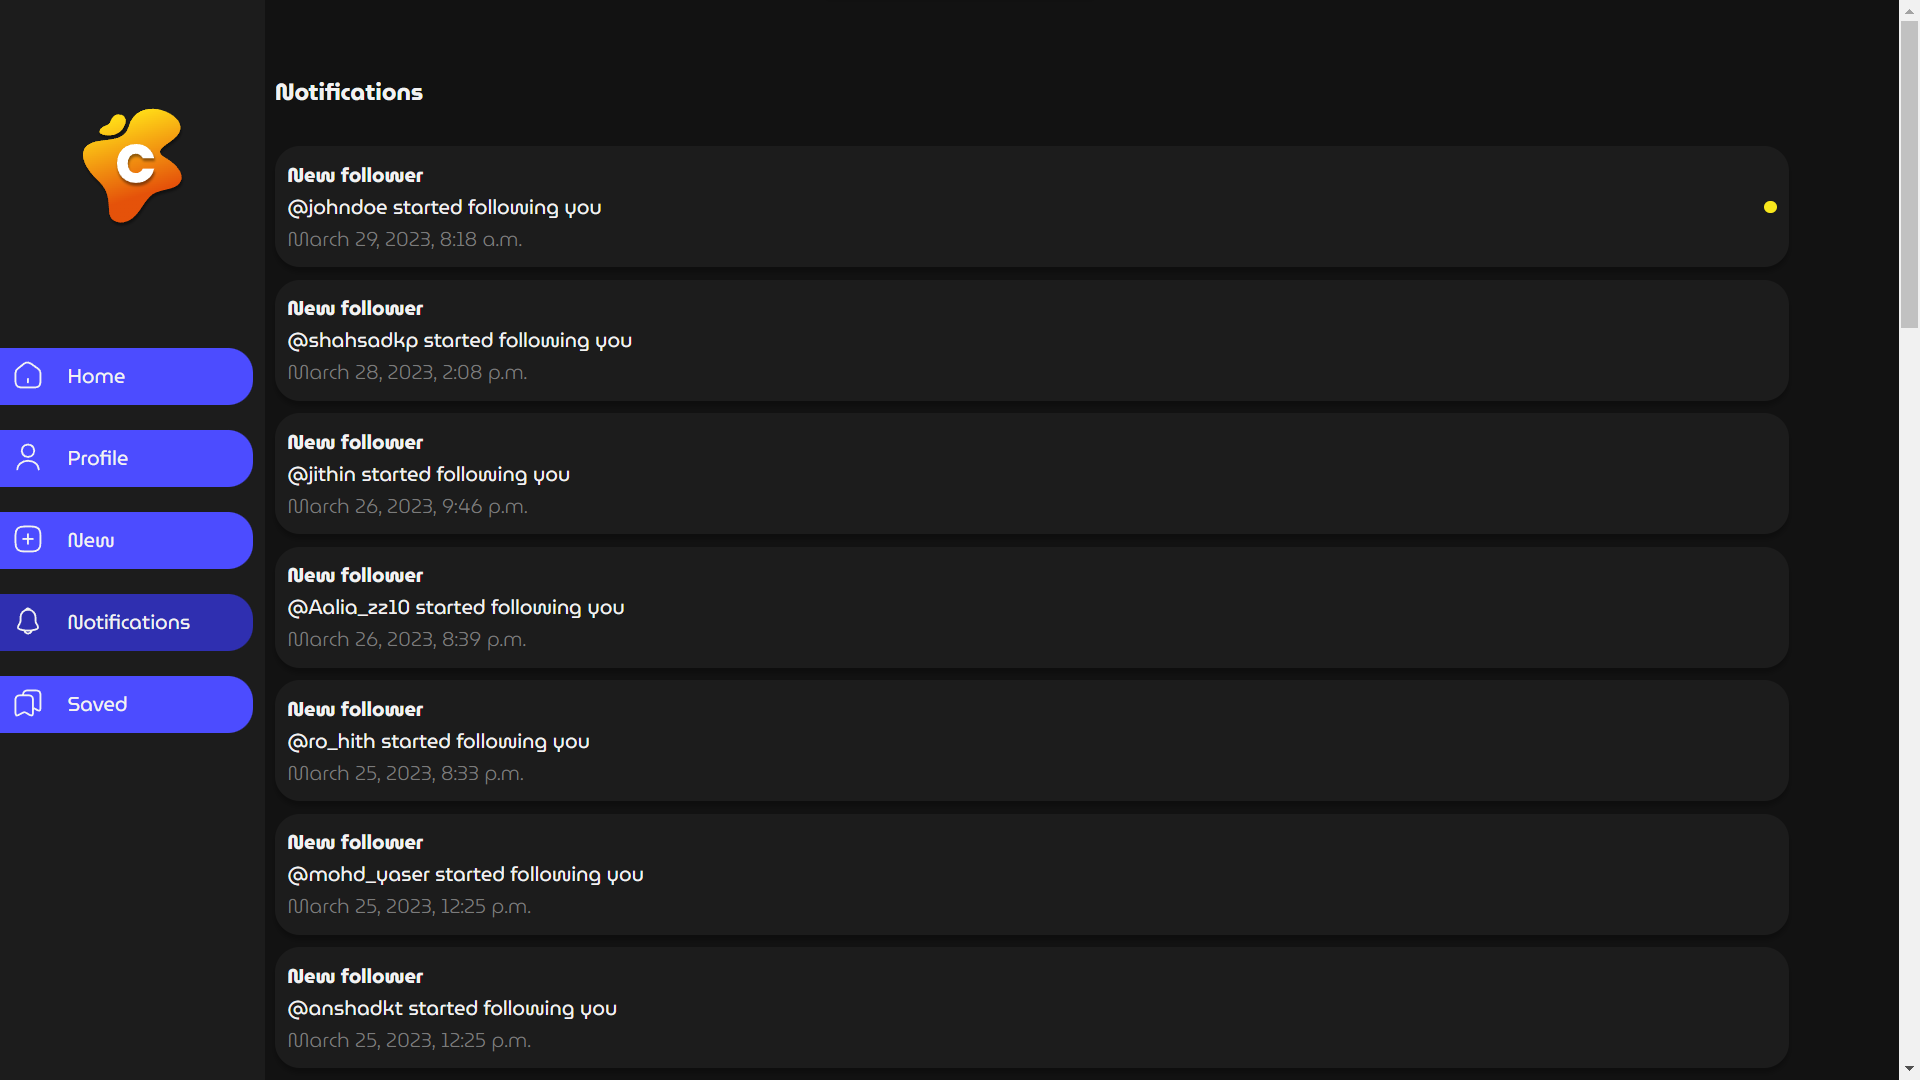 C
Home
Profile
New
Notifications
Saved
Notifications
New follower
@johndoe started following you
March 29, 2023, 8:18 a.m.
New follower
@shahsadkp started following you
March 28, 2023, 2:08 p.m.
New follower
@jithin started following you
March 26, 2023, 9:46 p.m.
New follower
@Aalia_zz10 started following you
March 26, 2023, 8:39 p.m.
New follower
@ro_hith started following you
March 25, 2023, 8:33 p.m.
New follower
@mohd_yaser started following you
March 25, 2023, 12:25 p.m.
New follower
@anshadkt started following you
March 25, 2023, 12:25 p.m.